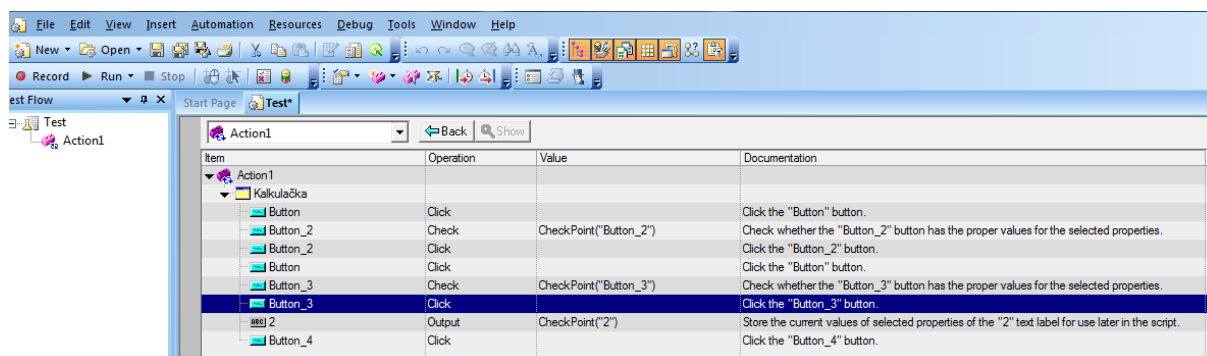 File Edit View Insert Automation Resources Debug Tools Window Help
New Open
Record Run Stop
est Flow Start Page Test*
Test
Action1
Action1 Back Show
Item Operation Value Documentation
Action1
Kalkulačka
Button Click Click the "Button" button.
Button_2 Check CheckPoint("Button_2") Check whether the "Button_2" button has the proper values for the selected properties.
Button_2 Click Click the "Button_2" button.
Button Click Click the "Button" button.
Button_3 Check CheckPoint("Button_3") Check whether the "Button_3" button has the proper values for the selected properties.
Button_3 Click Click the "Button_3" button.
ABC 2 Output CheckPoint("2") Store the current values of selected properties of the "2" text label for use later in the script.
Button_4 Click Click the "Button_4" button.